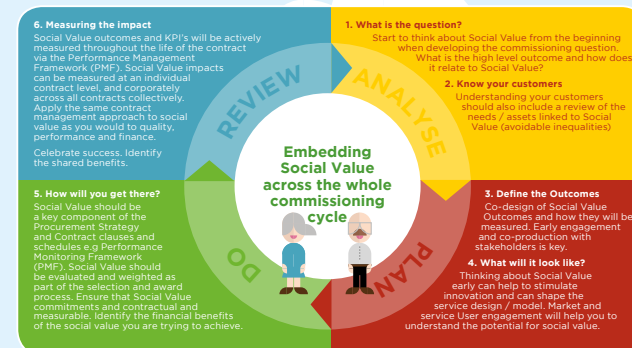 6. Measuring the impact
Social Value outcomes and KPI's will be actively
measured throughout the life of the contract
via the Performance Management
Framework (PMF). Social Value impacts
can be measured at an individual
contract level, and corporately
across all contracts collectively.
Apply the same contract
management approach to social
value as you would to quality,
performance and finance.
Celebrate success. Identify
the shared benefits.
1. What is the question?
Start to think about Social Value from the beginning
when developing the commissioning question.
What is the high level outcome and how does
it relate to Social Value?
2. Know your customers
Understanding your customers
should also include a review of the
needs / assets linked to Social
Value (avoidable inequalities)
REVIEW
ANALYSE
Embedding
Social Value
across the whole
commissioning
cycle
DO
PLAN
5. How will you get there?
Social Value should be
a key component of the
Procurement Strategy
and Contract clauses and
schedules e.g Performance
Monitoring Framework
(PMF). Social Value should
be evaluated and weighted as
part of the selection and award
process. Ensure that Social Value
commitments and contractual and
measurable. Identify the financial benefits
of the social value you are trying to achieve.
3. Define the Outcomes
Co-design of Social Value
Outcomes and how they will be
measured. Early engagement
and co-production with
stakeholders is key.
4. What will it look like?
Thinking about Social Value
early can help to stimulate
innovation and can shape the
service design / model. Market and
service User engagement will help you to
understand the potential for social value.